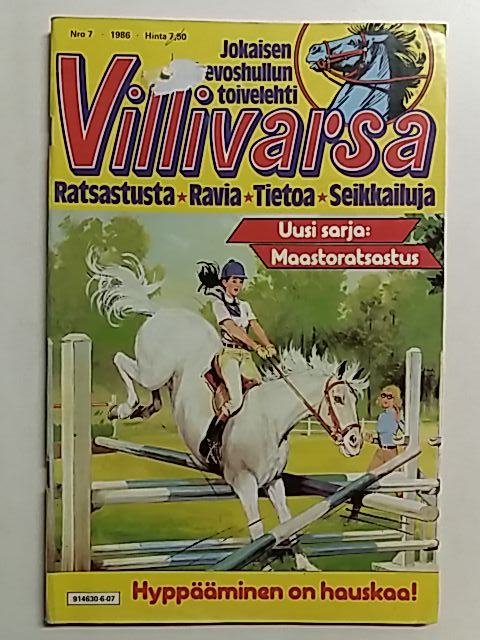 Nro 7 · 1986 · Hinta 7,50
Jokaisen
evoshullun
toivelehti
Villivarsa
Ratsastusta ★ Ravia ★ Tietoa ★ Seikkailuja
Uusi sarja:
Maastoratsastus
Hyppääminen on hauskaa!
914630-6-07